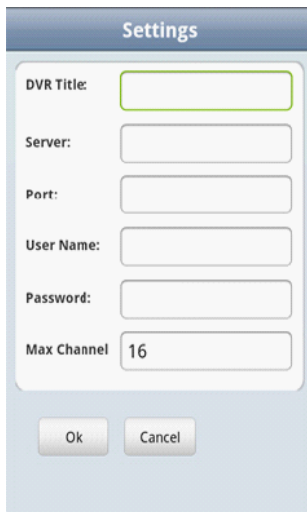 Settings
DVR Title:
Server:
Port:
User Name:
Password:
Max Channel 16
Ok Cancel